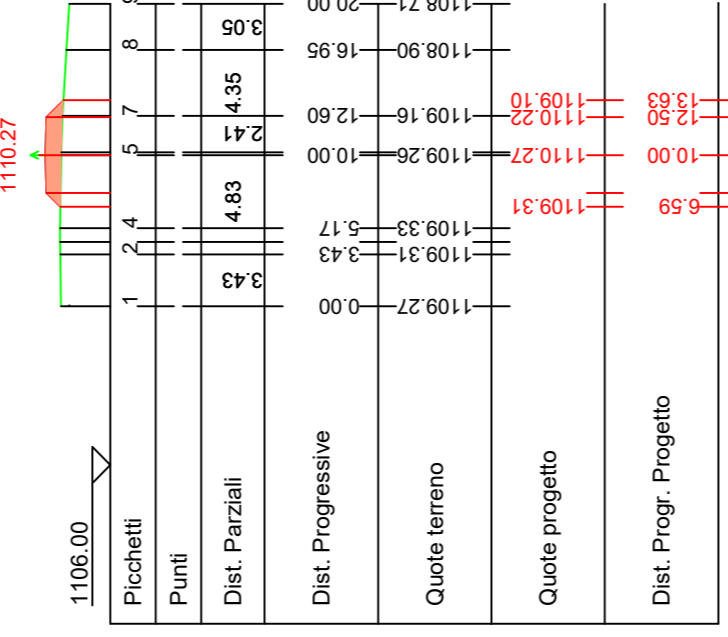 1110.27
1106.00
Picchetti 1 2 4 5 7 8
Punti
Dist. Parziali 3.43 4.83 2.41 4.35 3.05
Dist. Progressive 0.00 3.43 5.17 10.00 12.60 16.95 20.00
Quote terreno 1109.27 1109.31 1109.33 1109.26 1109.16 1108.90 1108.71
Quote progetto 1109.31 1110.27 1110.22 1109.10
Dist. Progr. Progetto 6.59 10.00 12.50 13.63